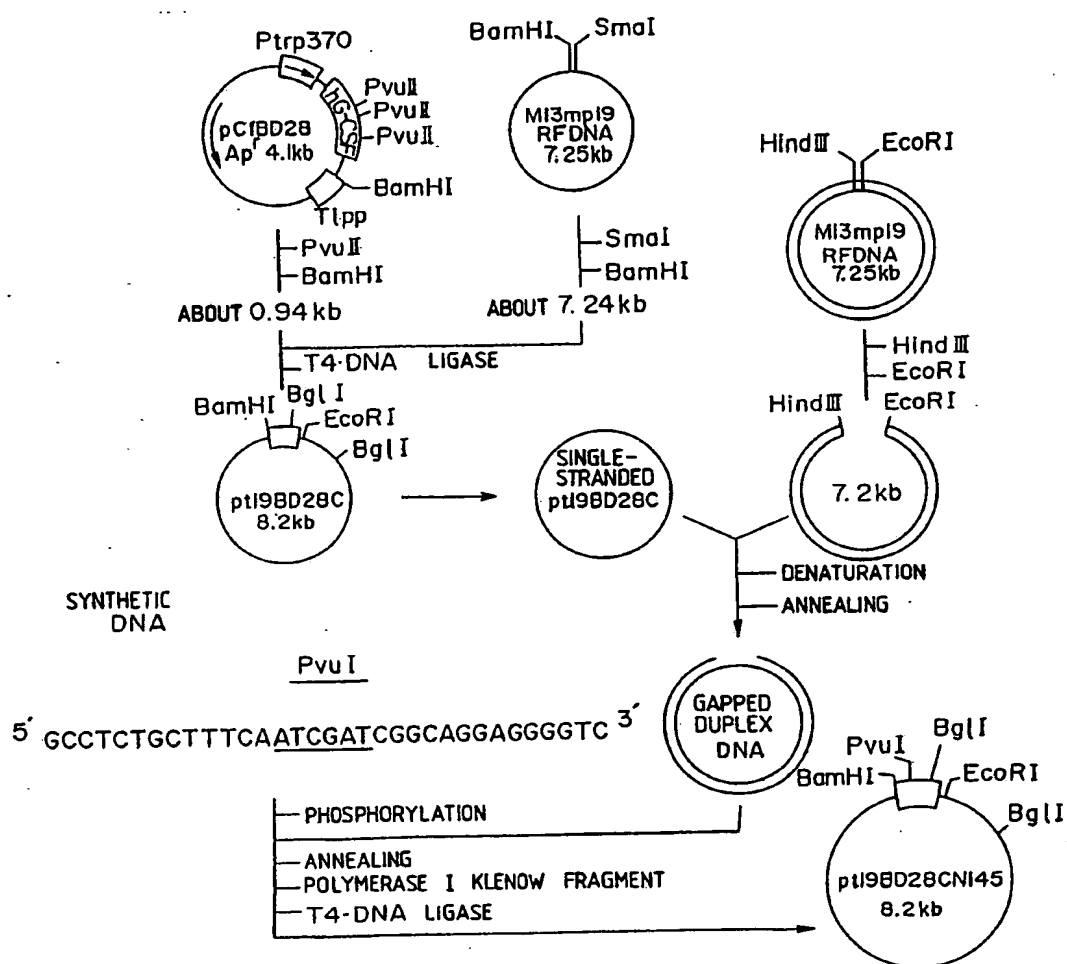 Ptrp370
hG-CSF
PvuII
PvuII
PvuII
pCfBD28
Apr 4.1kb
BamHI
Tlpp
PvuII
BamHI
ABOUT 0.94 kb
BamHI
SmaI
M13mp19
RFDNA
7.25kb
SmaI
BamHI
ABOUT 7.24 kb
HindIII
EcoRI
M13mp19
RFDNA
7.25kb
HindIII
EcoRI
T4-DNA LIGASE
BamHI
BglI
EcoRI
BglI
pt19BD28C
8.2kb
SINGLE-
STRANDED
pt19BD28C
HindIII
EcoRI
7.2kb
DENATURATION
ANNEALING
SYNTHETIC
DNA
PvuI
5′ GCCTCTGCTTTCAATCGATCGGCAGGAGGGGTC 3′
GAPPED
DUPLEX
DNA
PHOSPHORYLATION
ANNEALING
POLYMERASE I KLENOW FRAGMENT
T4-DNA LIGASE
BamHI
PvuI
BglI
EcoRI
BglI
pt19BD28CN145
8.2kb